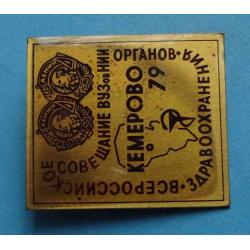 ВСЕРОССИЙСКОЕ СОВЕЩАНИЕ ВУЗОВ И НИИ
ОРГАНОВ • ЗДРАВООХРАНЕНИЯ •
КЕМЕРОВО
79